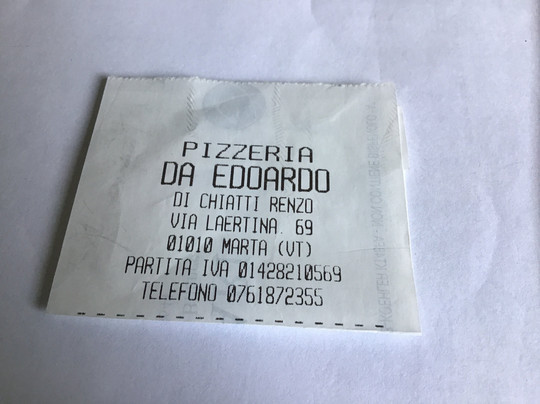 PIZZERIA
DA EDOARDO
DI CHIATTI RENZO
VIA LAERTINA. 69
01010 MARTA (VT)
PARTITA IVA 01428210569
TELEFONO 0761872355